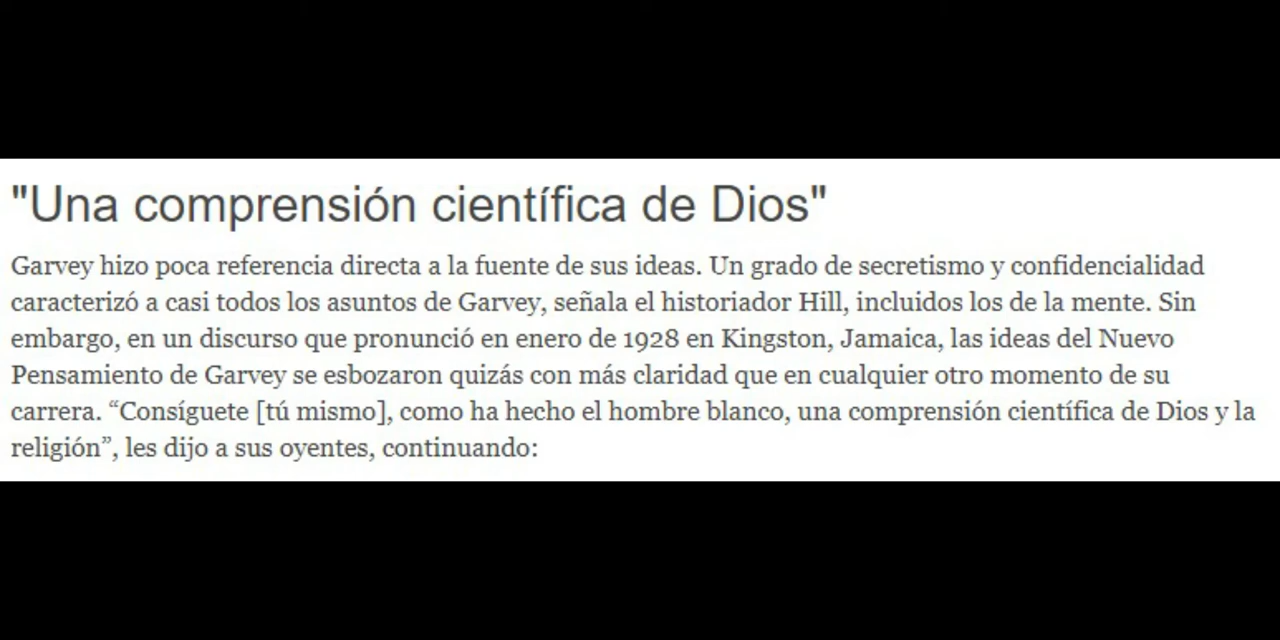 "Una comprensión científica de Dios"
Garvey hizo poca referencia directa a la fuente de sus ideas. Un grado de secretismo y confidencialidad
caracterizó a casi todos los asuntos de Garvey, señala el historiador Hill, incluidos los de la mente. Sin
embargo, en un discurso que pronunció en enero de 1928 en Kingston, Jamaica, las ideas del Nuevo
Pensamiento de Garvey se esbozaron quizás con más claridad que en cualquier otro momento de su
carrera. “Consíguete [tú mismo], como ha hecho el hombre blanco, una comprensión científica de Dios y la
religión”, les dijo a sus oyentes, continuando: